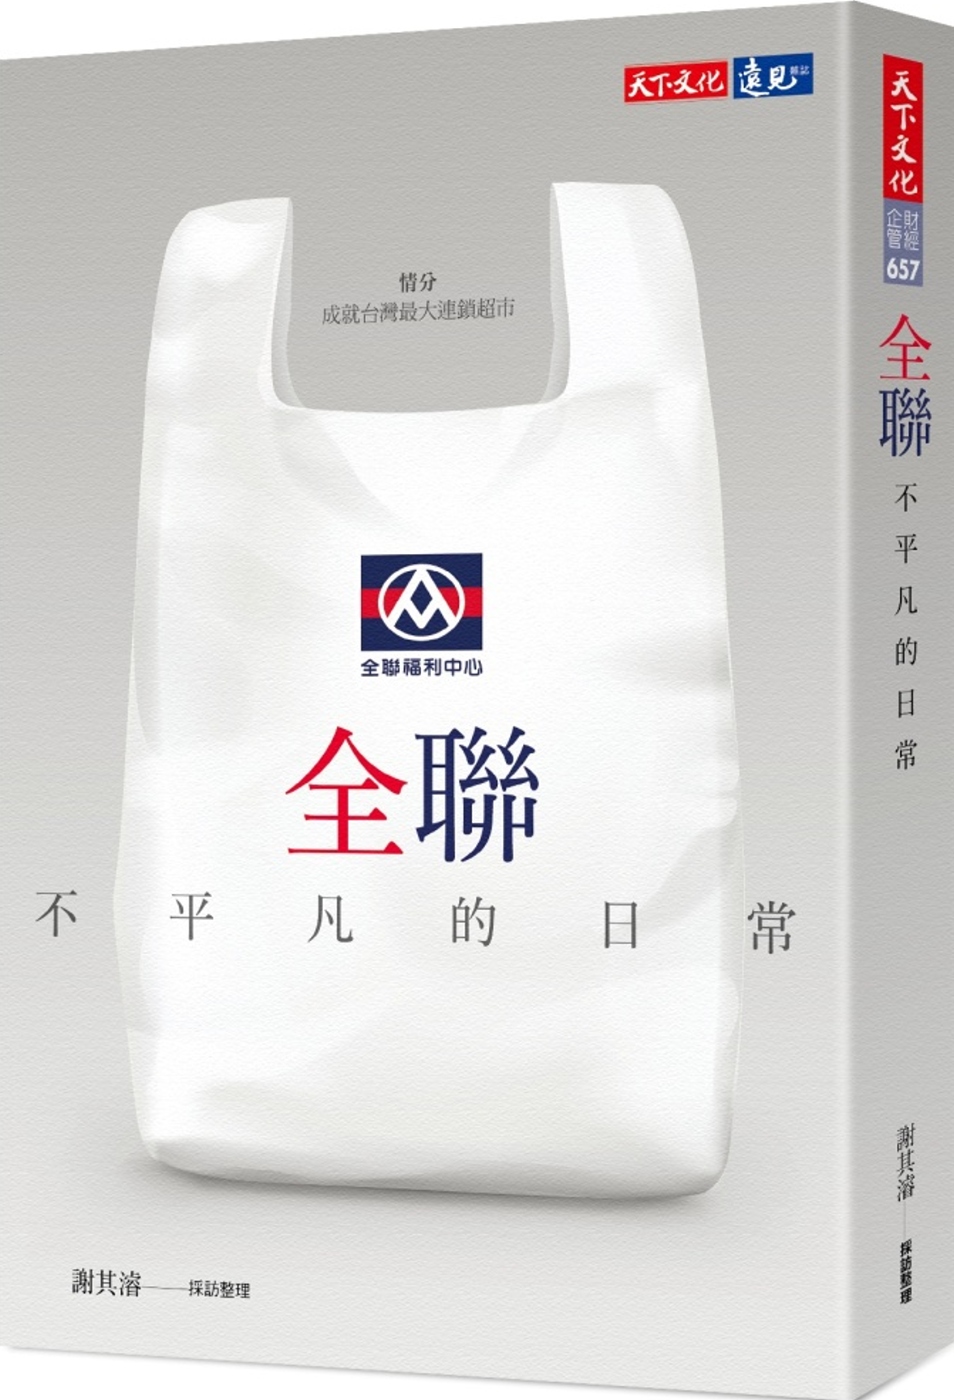 天下文化 遠見 雜誌
情分
成就台灣最大連鎖超市
全聯福利中心
全聯
不平凡的日常
謝其濬——採訪整理
天下文化
財經企管
657
全聯
不平凡的日常
謝其濬——採訪整理